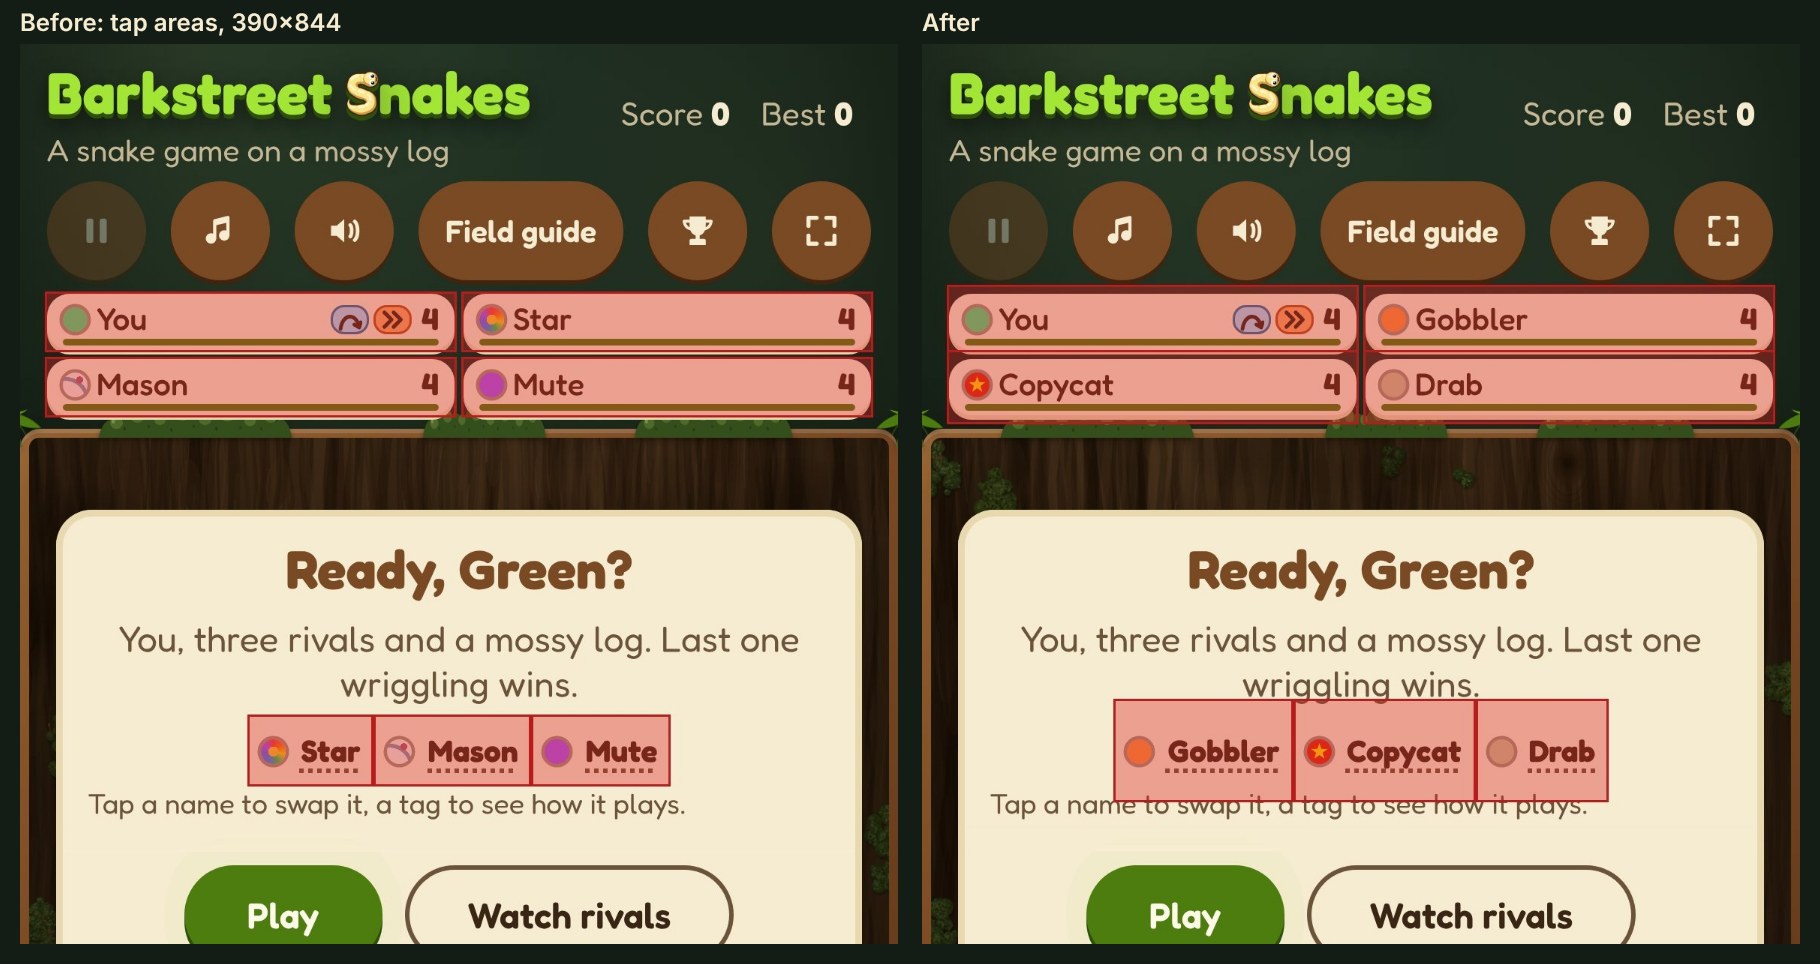 Before: tap areas, 390×844
Barkstreet Snakes
Score 0 Best 0
A snake game on a mossy log
Field guide
You 4
Star 4
Mason 4
Mute 4
Ready, Green?
You, three rivals and a mossy log. Last one
wriggling wins.
Star Mason Mute
Tap a name to swap it, a tag to see how it plays.
Play
Watch rivals
After
Barkstreet Snakes
Score 0 Best 0
A snake game on a mossy log
Field guide
You 4
Gobbler 4
Copycat 4
Drab 4
Ready, Green?
You, three rivals and a mossy log. Last one
wriggling wins.
Gobbler Copycat Drab
Tap a name to swap it, a tag to see how it plays.
Play
Watch rivals